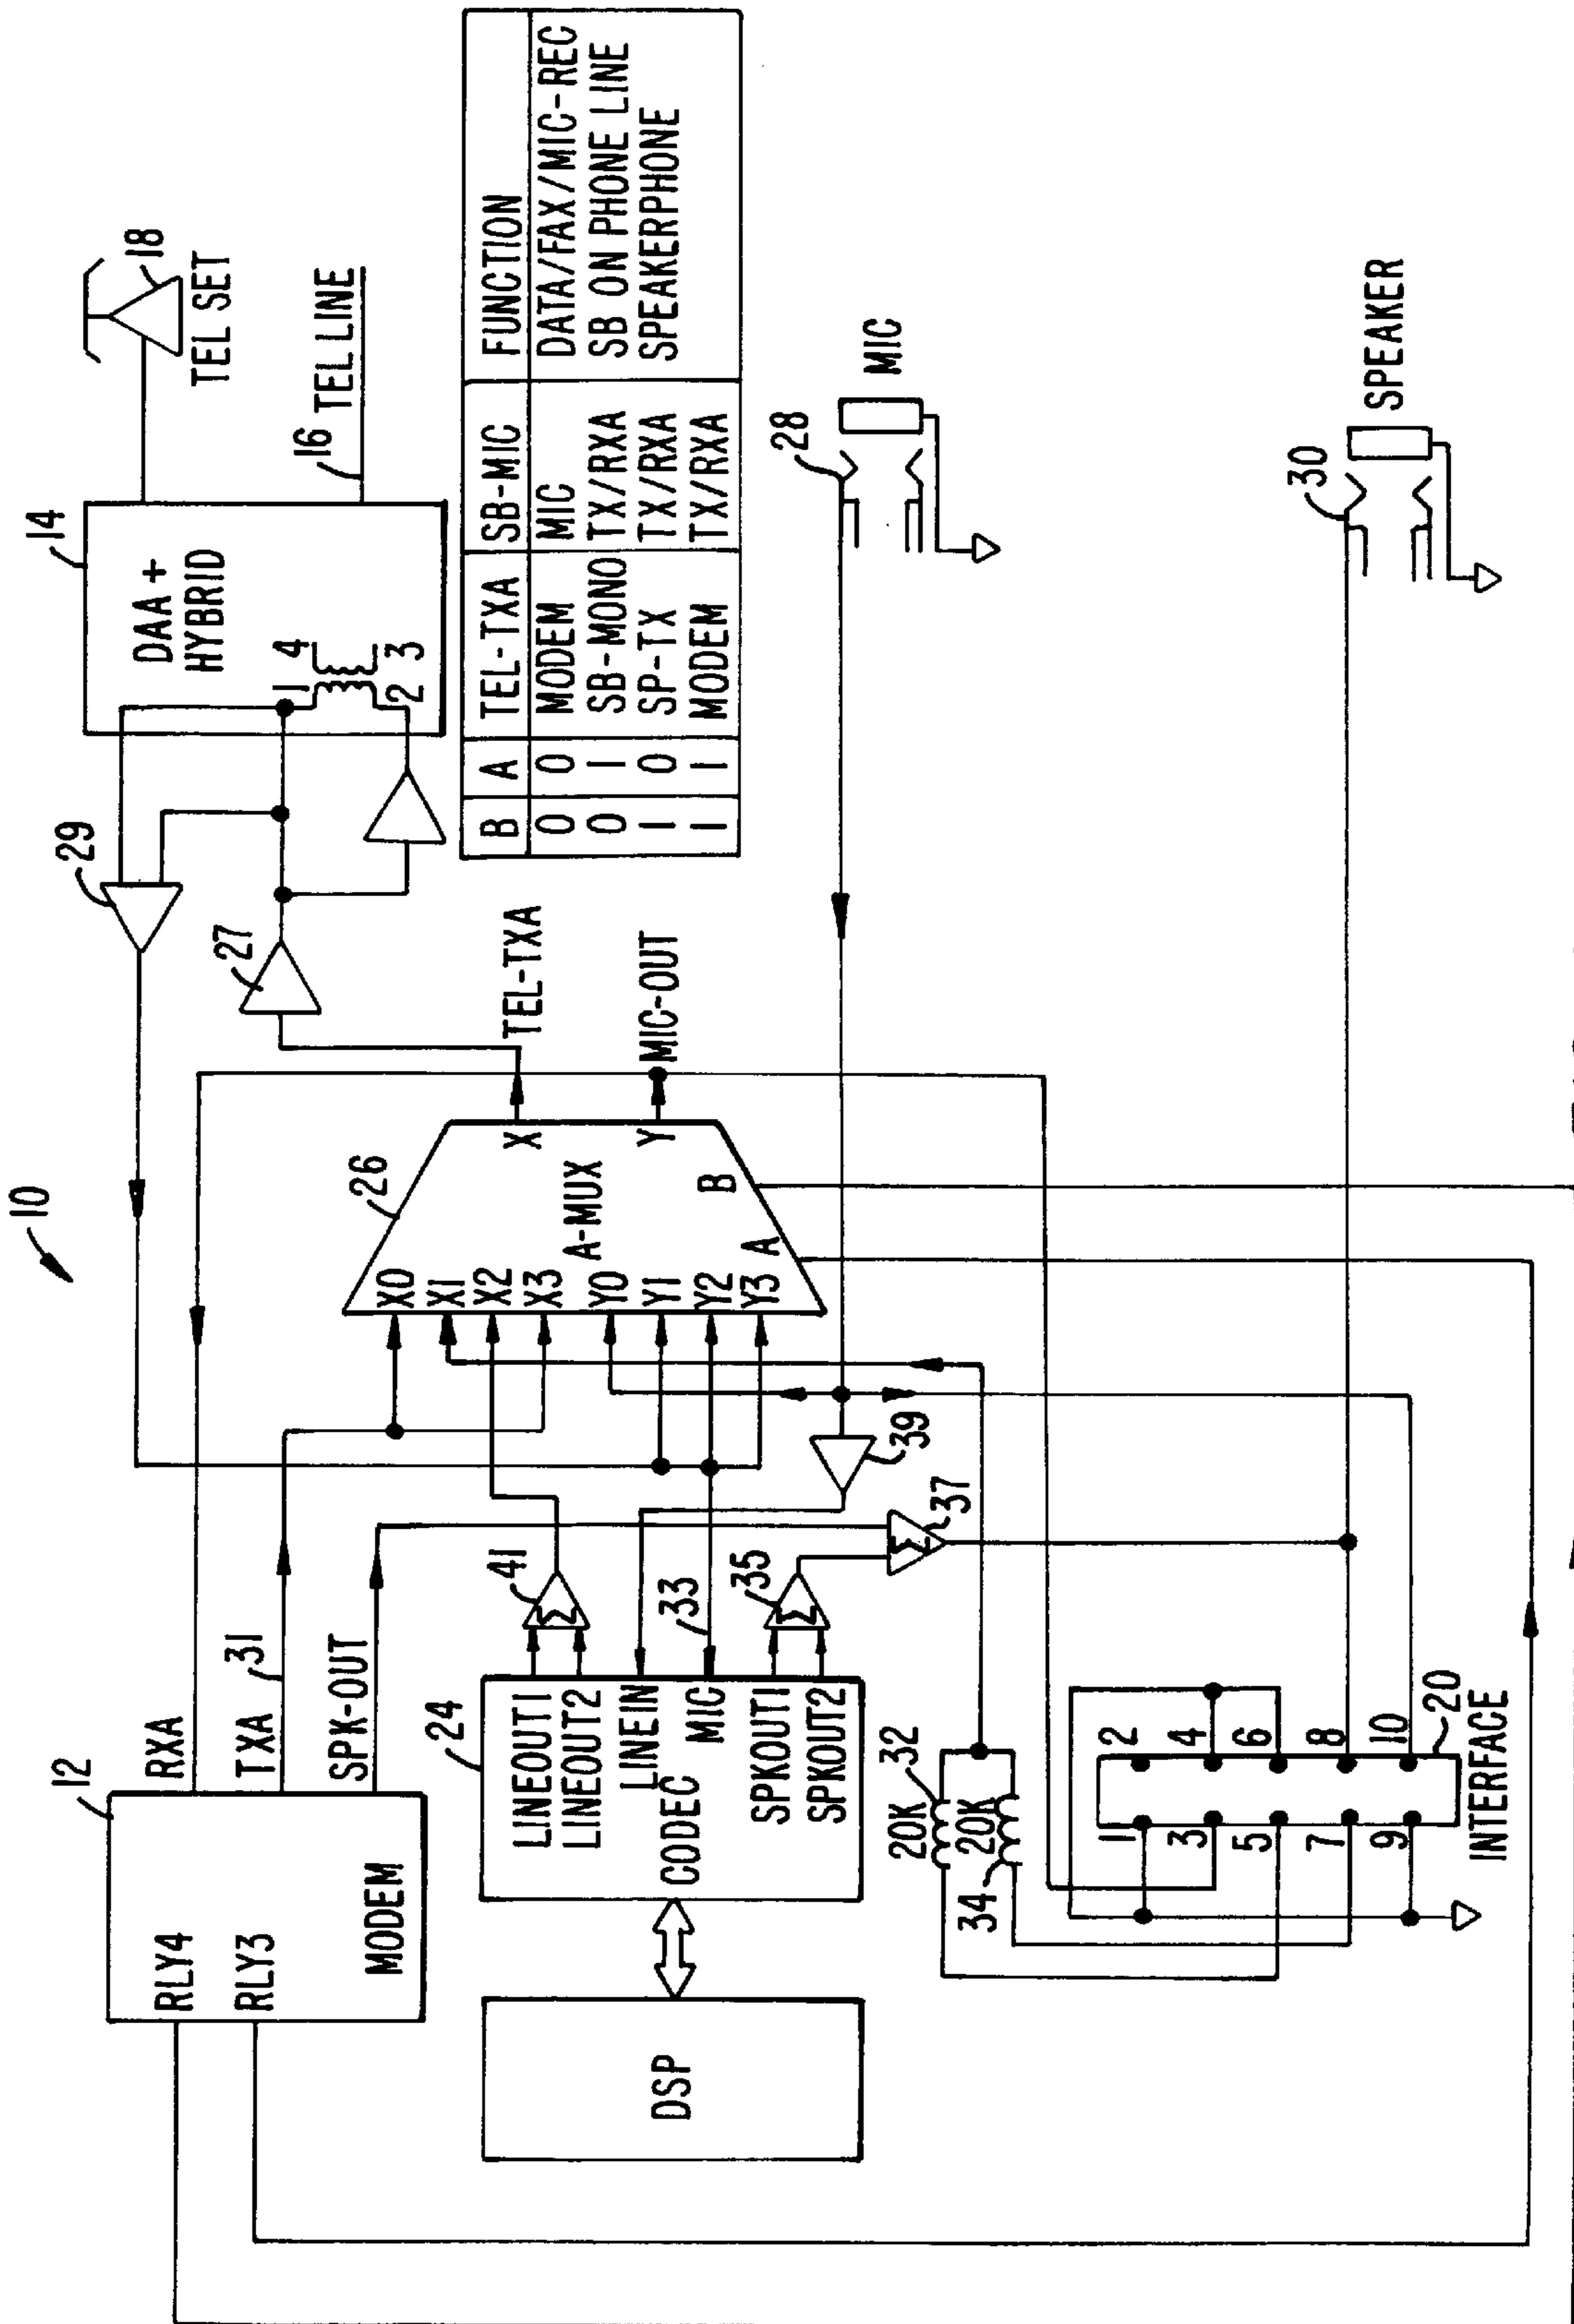 10
12
RLY4
RLY3
MODEM
RXA
TXA
31
SPK-OUT
14
DAA +
HYBRID
1
4
2
3
18
TEL SET
16
TEL LINE
29
27
TEL-TXA
MIC-OUT
26
X0
X1
X2
X3
Y0
Y1
Y2
Y3
A-MUX
X
Y
A
B
B A TEL-TXA SB-MIC FUNCTION
0 0 MODEM MIC DATA/FAX/MIC-REC
0 1 SB-MONO TX/RXA SB ON PHONE LINE
1 0 SP-TX TX/RXA SPEAKERPHONE
1 1 MODEM TX/RXA
DSP
24
LINEOUT1
LINEOUT2
LINEIN
CODEC
MIC
SPKOUT1
SPKOUT2
41
Σ
33
35
Σ
37
Σ
39
28
MIC
30
SPEAKER
32
20K
20K
34
1 2
3 4
5 6
7 8
9 10
20
INTERFACE